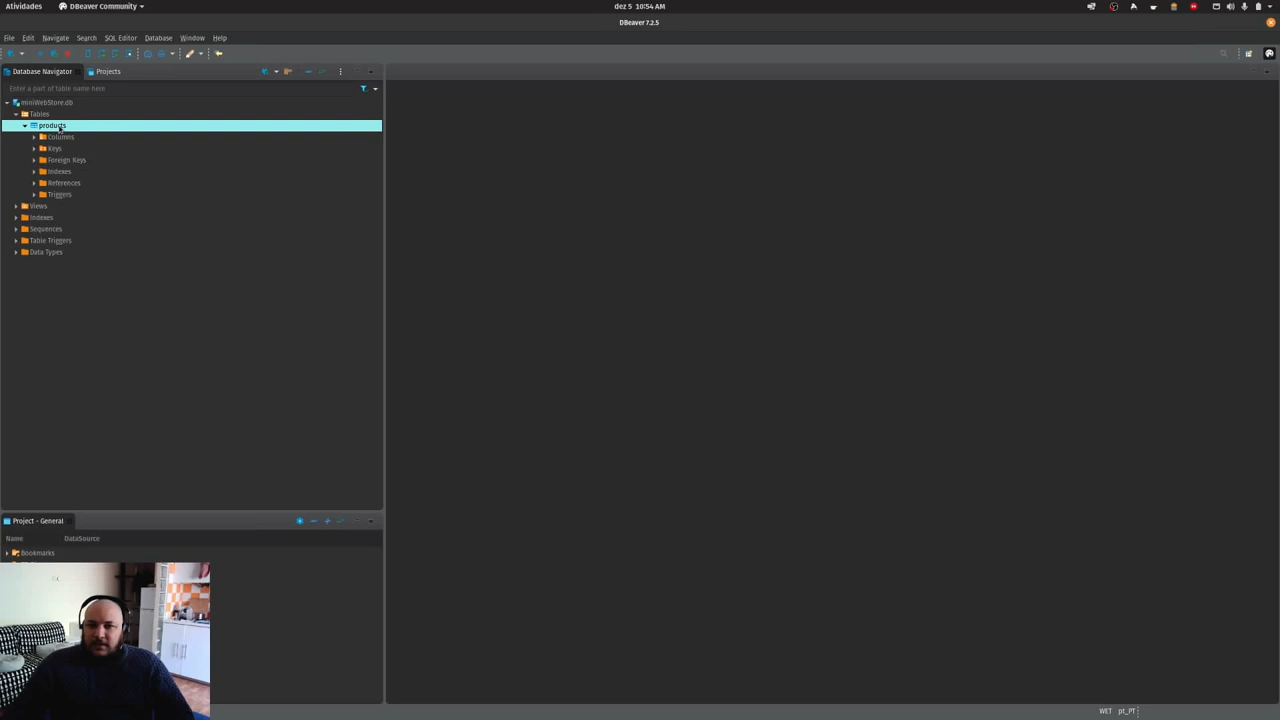 Atividades
DBeaver Community
dez 5 10:54 AM
DBeaver 7.2.5
File Edit Navigate Search SQL Editor Database Window Help
Database Navigator
Projects
Enter a part of table name here
miniWebStore.db
Tables
products
Columns
Keys
Foreign Keys
Indexes
References
Triggers
Views
Indexes
Sequences
Table Triggers
Data Types
Project - General
Name DataSource
Bookmarks
WET pt_PT